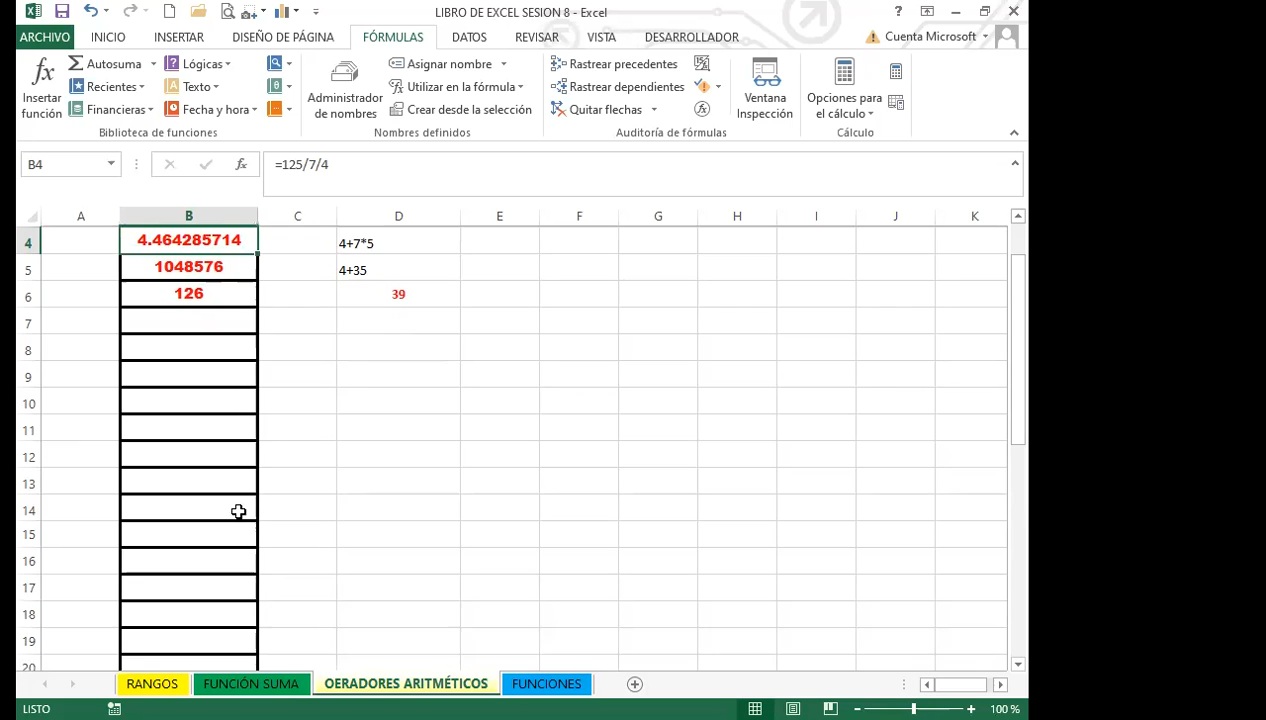 LIBRO DE EXCEL SESION 8 - Excel
?
ARCHIVO INICIO INSERTAR DISEÑO DE PÁGINA FÓRMULAS DATOS REVISAR VISTA DESARROLLADOR Cuenta Microsoft
fx Insertar función
Σ Autosuma
Recientes
Financieras
? Lógicas
A Texto
Fecha y hora
θ
Biblioteca de funciones
Administrador de nombres
Asignar nombre
Utilizar en la fórmula
Crear desde la selección
Nombres definidos
Rastrear precedentes
Rastrear dependientes
Quitar flechas
fx
Auditoría de fórmulas
Ventana Inspección
Opciones para el cálculo
Cálculo
B4 fx =125/7/4
A B C D E F G H I J K
4 4.464285714 4+7*5
5 1048576 4+35
6 126 39
7
8
9
10
11
12
13
14
15
16
17
18
19
20
RANGOS FUNCIÓN SUMA OERADORES ARITMÉTICOS FUNCIONES
LISTO 100 %